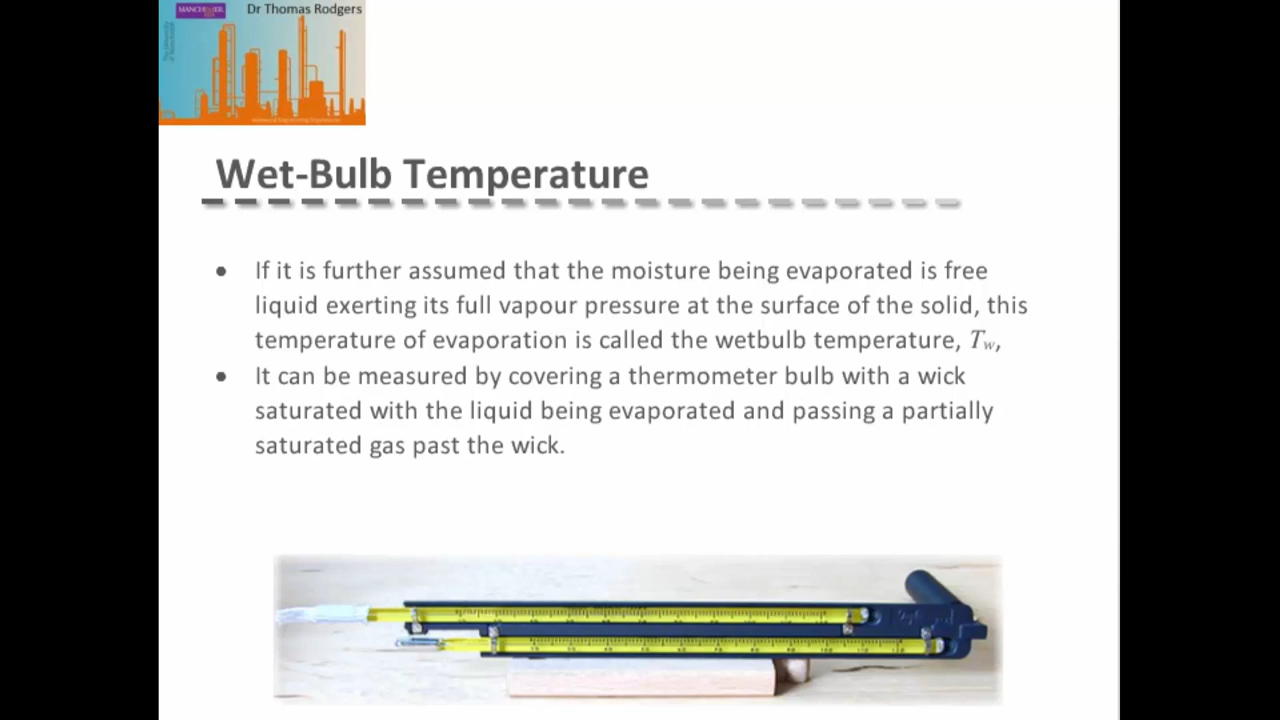 MANCHESTER
Dr Thomas Rodgers
Wet-Bulb Temperature
• If it is further assumed that the moisture being evaporated is free
liquid exerting its full vapour pressure at the surface of the solid, this
temperature of evaporation is called the wetbulb temperature, Tw,
• It can be measured by covering a thermometer bulb with a wick
saturated with the liquid being evaporated and passing a partially
saturated gas past the wick.